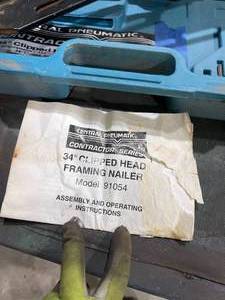 CENTRAL PNEUMATIC
CONTRACTOR SERIES
34° CLIPPED HEAD
FRAMING NAILER
Model 91054
ASSEMBLY AND OPERATING
INSTRUCTIONS